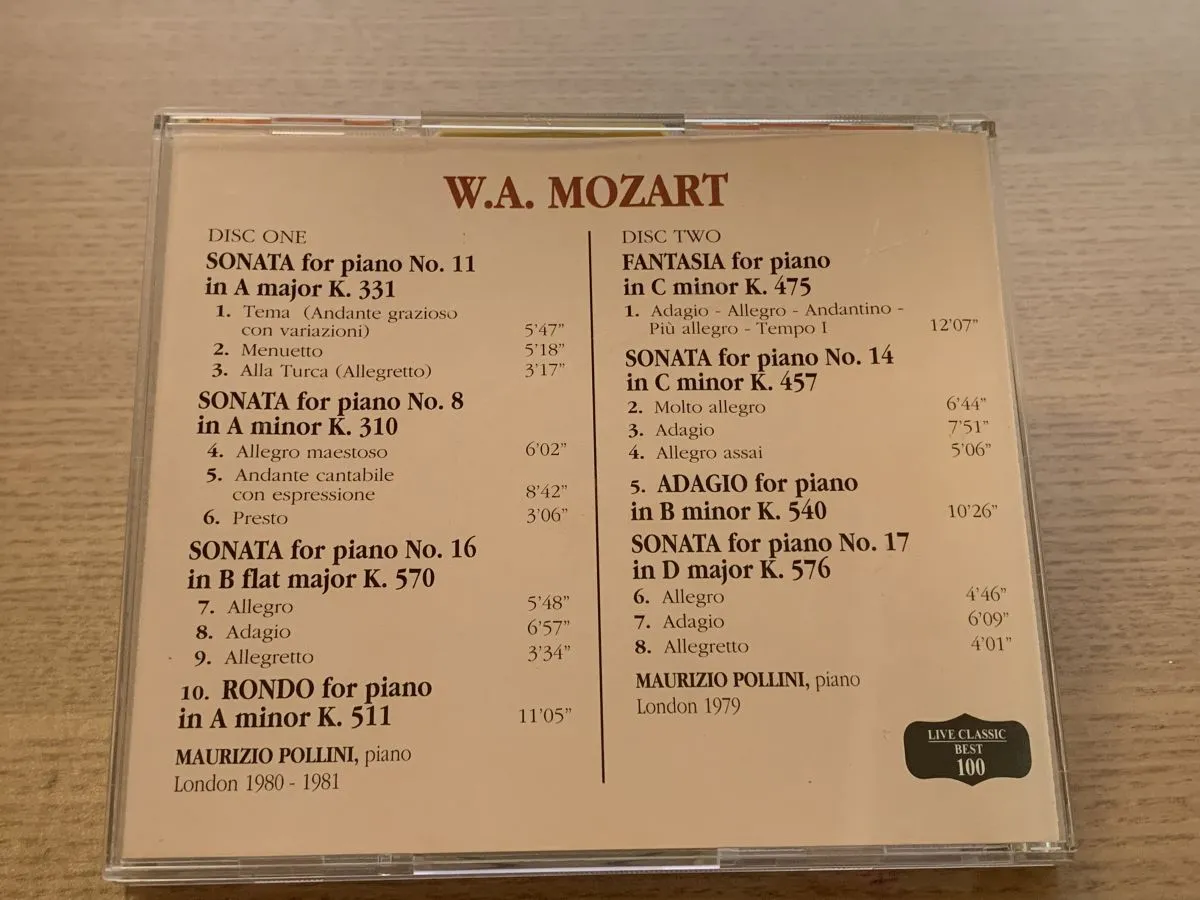 W.A. MOZART
DISC ONE
SONATA for piano No. 11
in A major K. 331
1. Tema (Andante grazioso
con variazioni) 5'47"
2. Menuetto 5'18"
3. Alla Turca (Allegretto) 3'17"
SONATA for piano No. 8
in A minor K. 310
4. Allegro maestoso 6'02"
5. Andante cantabile
con espressione 8'42"
6. Presto 3'06"
SONATA for piano No. 16
in B flat major K. 570
7. Allegro 5'48"
8. Adagio 6'57"
9. Allegretto 3'34"
10. RONDO for piano
in A minor K. 511 11'05"
MAURIZIO POLLINI, piano
London 1980 - 1981
DISC TWO
FANTASIA for piano
in C minor K. 475
1. Adagio - Allegro - Andantino -
Più allegro - Tempo I 12'07"
SONATA for piano No. 14
in C minor K. 457
2. Molto allegro 6'44"
3. Adagio 7'51"
4. Allegro assai 5'06"
5. ADAGIO for piano
in B minor K. 540 10'26"
SONATA for piano No. 17
in D major K. 576
6. Allegro 4'46"
7. Adagio 6'09"
8. Allegretto 4'01"
MAURIZIO POLLINI, piano
London 1979
LIVE CLASSIC
BEST
100